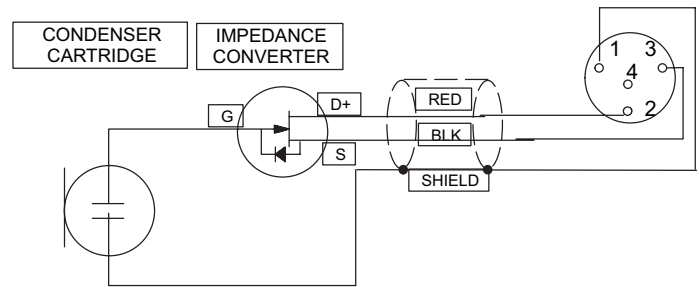 CONDENSER
CARTRIDGE
IMPEDANCE
CONVERTER
G
D+
S
RED
BLK
SHIELD
1
3
4
2